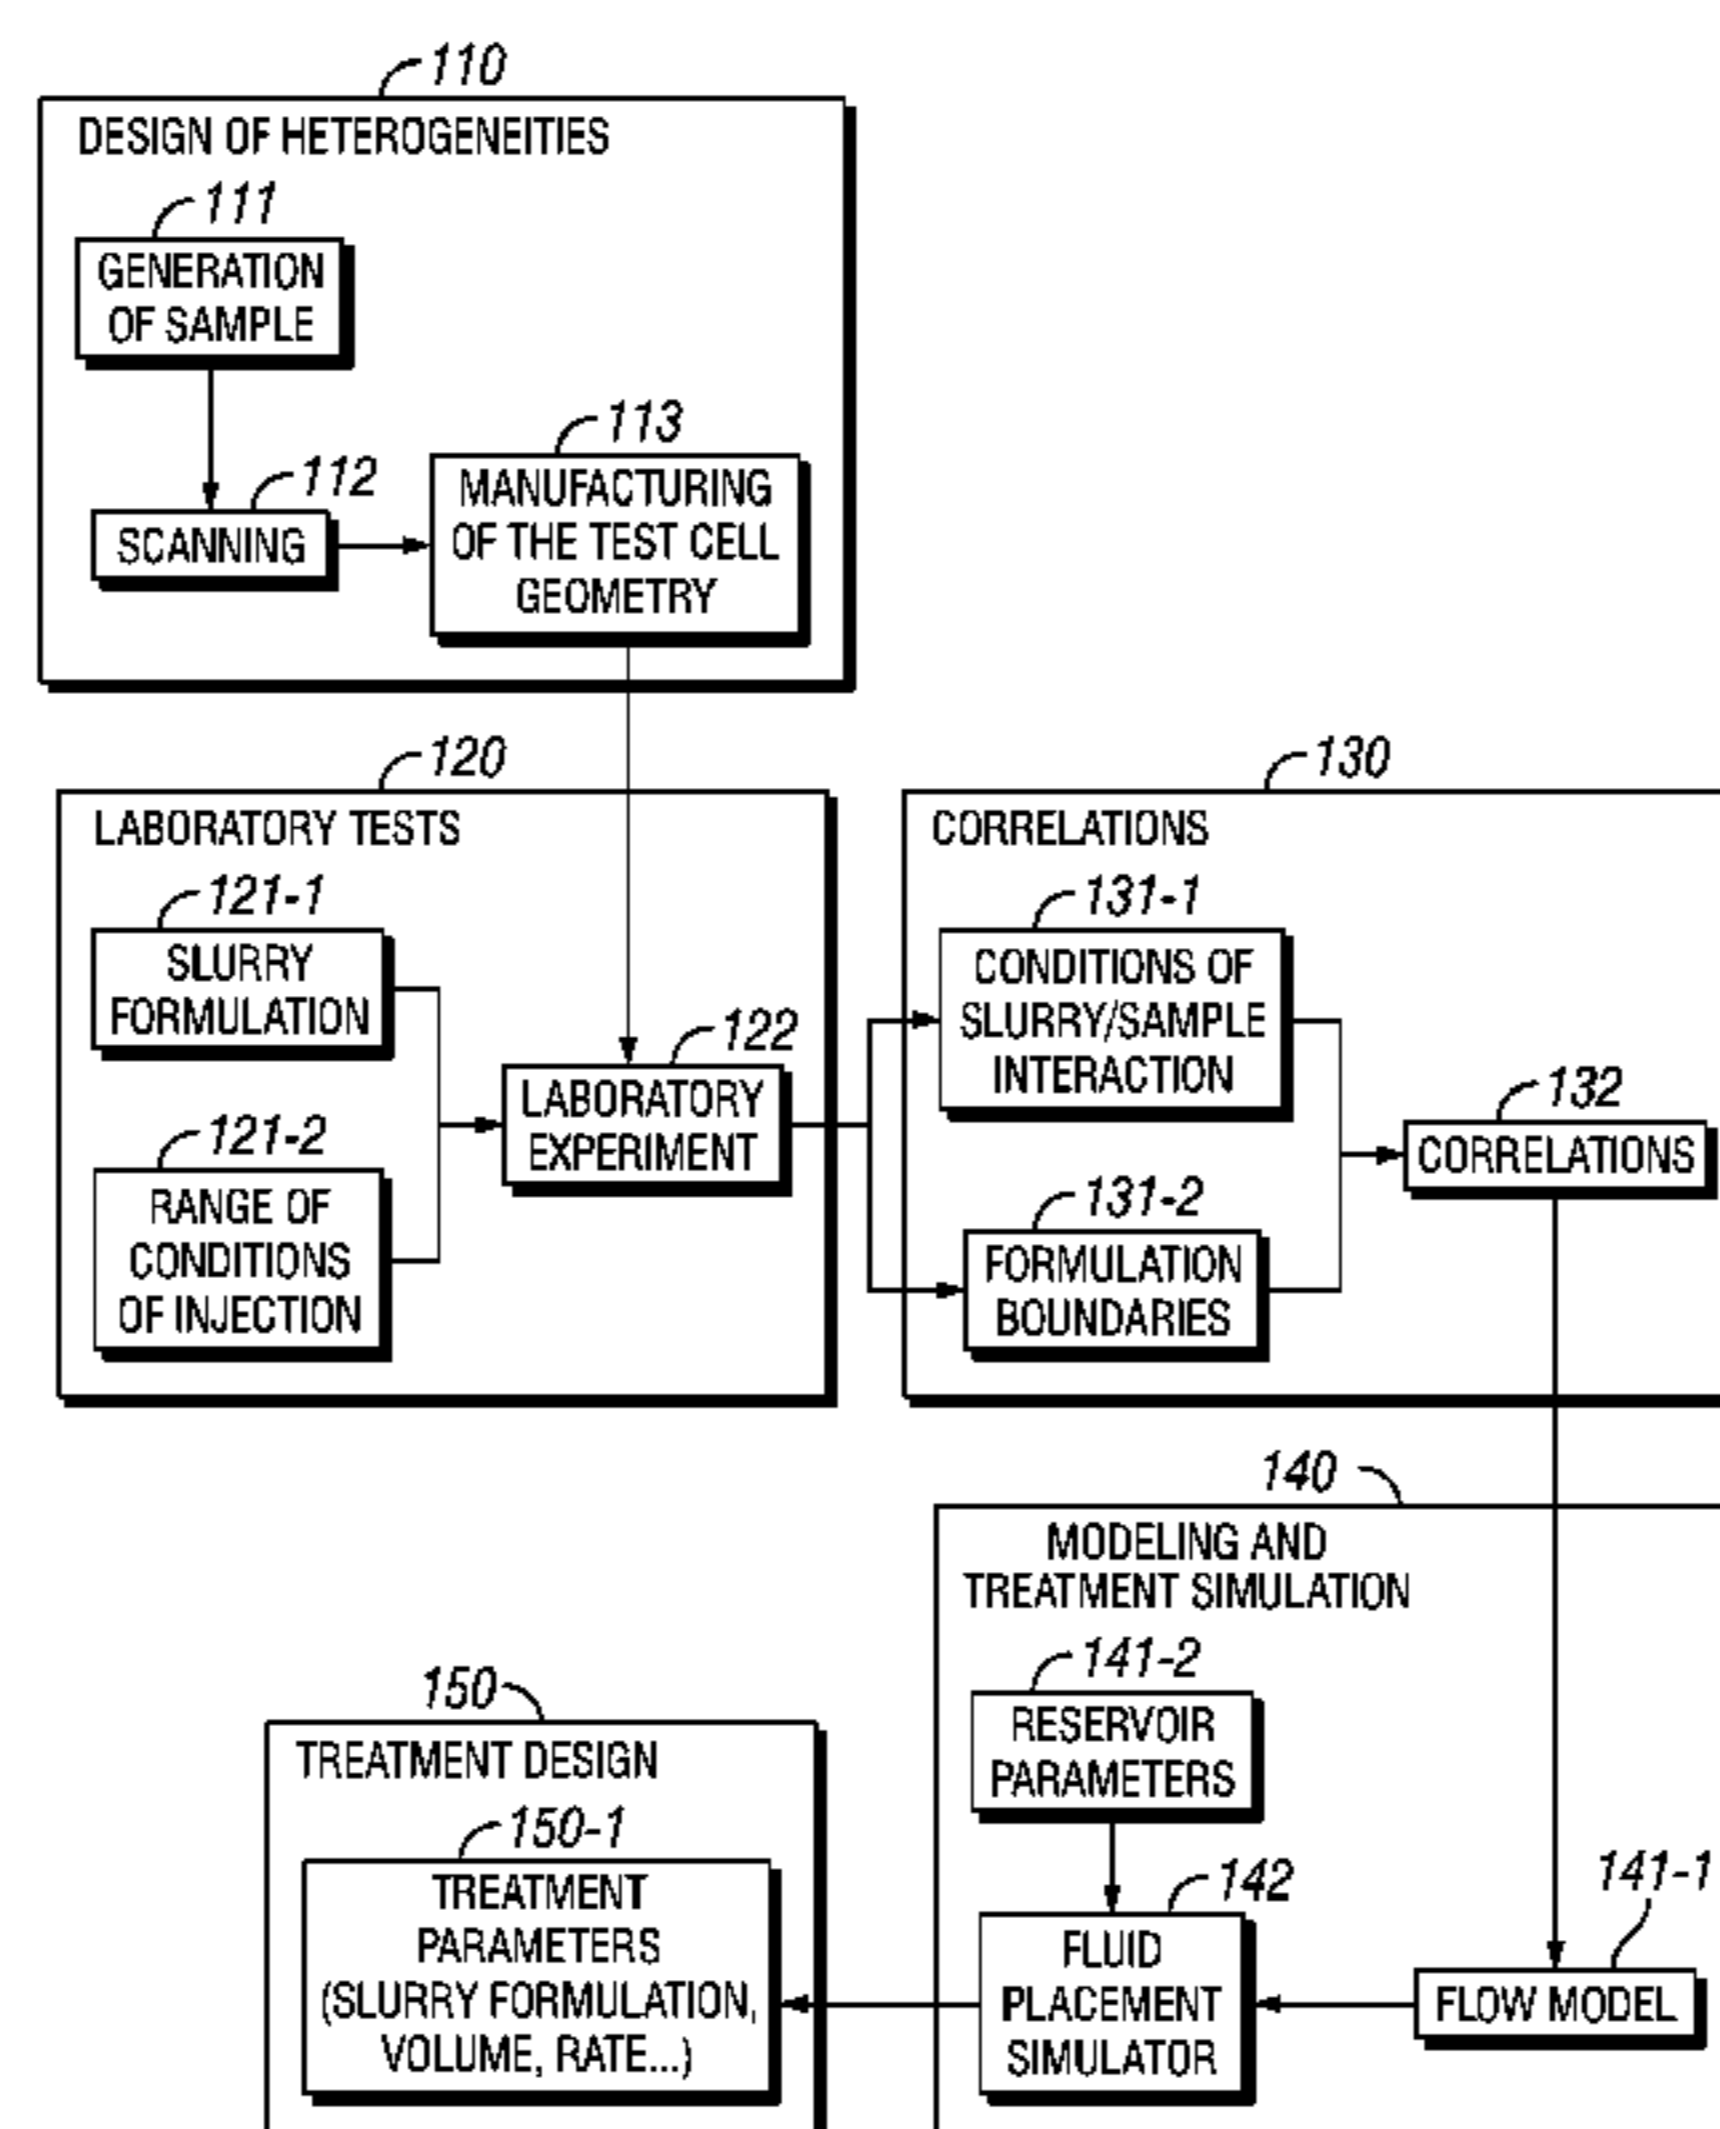 110
DESIGN OF HETEROGENEITIES
111
GENERATION
OF SAMPLE
112
SCANNING
113
MANUFACTURING
OF THE TEST CELL
GEOMETRY
120
LABORATORY TESTS
121-1
SLURRY
FORMULATION
121-2
RANGE OF
CONDITIONS
OF INJECTION
122
LABORATORY
EXPERIMENT
130
CORRELATIONS
131-1
CONDITIONS OF
SLURRY/SAMPLE
INTERACTION
131-2
FORMULATION
BOUNDARIES
132
CORRELATIONS
140
MODELING AND
TREATMENT SIMULATION
141-2
RESERVOIR
PARAMETERS
142
FLUID
PLACEMENT
SIMULATOR
141-1
FLOW MODEL
150
TREATMENT DESIGN
150-1
TREATMENT
PARAMETERS
(SLURRY FORMULATION,
VOLUME, RATE...)